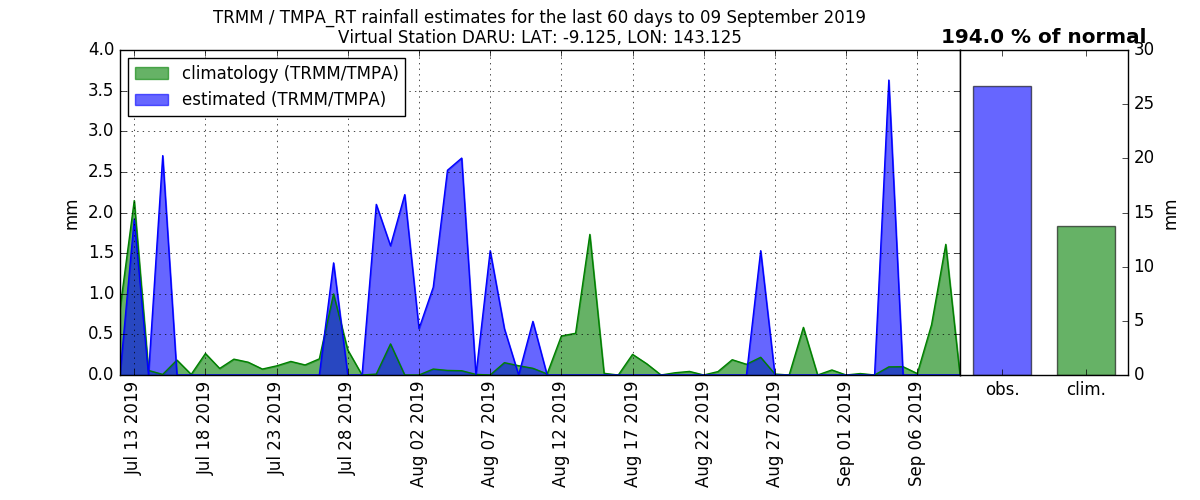 TRMM / TMPA_RT rainfall estimates for the last 60 days to 09 September 2019
Virtual Station DARU: LAT: -9.125, LON: 143.125
194.0 % of normal
climatology (TRMM/TMPA)
estimated (TRMM/TMPA)
mm
4.0
3.5
3.0
2.5
2.0
1.5
1.0
0.5
0.0
Jul 13 2019
Jul 18 2019
Jul 23 2019
Jul 28 2019
Aug 02 2019
Aug 07 2019
Aug 12 2019
Aug 17 2019
Aug 22 2019
Aug 27 2019
Sep 01 2019
Sep 06 2019
obs.
clim.
30
25
20
15
10
5
0
mm